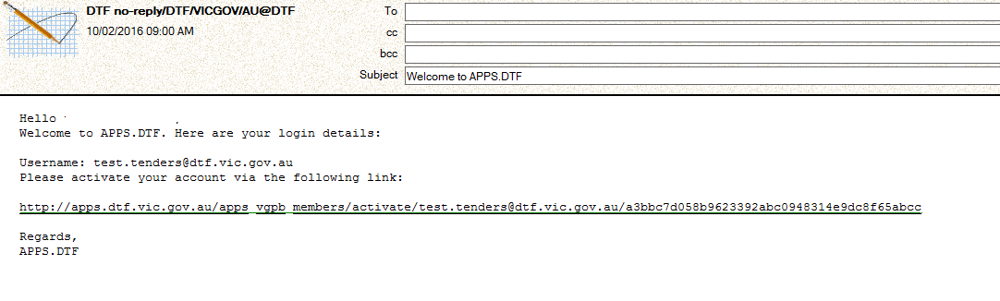 DTF no-reply/DTF/VICGOV/AU@DTF
10/02/2016 09:00 AM
To
cc
bcc
Subject Welcome to APPS.DTF
Hello ,
Welcome to APPS.DTF. Here are your login details:
Username: test.tenders@dtf.vic.gov.au
Please activate your account via the following link:
http://apps.dtf.vic.gov.au/apps_vgpb_members/activate/test.tenders@dtf.vic.gov.au/a3bbc7d058b9623392abc0948314e9dc8f65abcc
Regards,
APPS.DTF